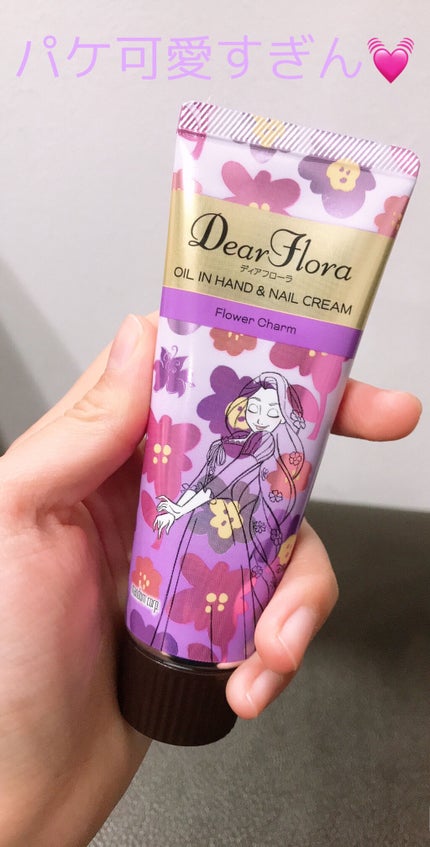 パケ可愛すぎん💓
Dear Flora
ディアフローラ
OIL IN HAND & NAIL CREAM
Flower Charm